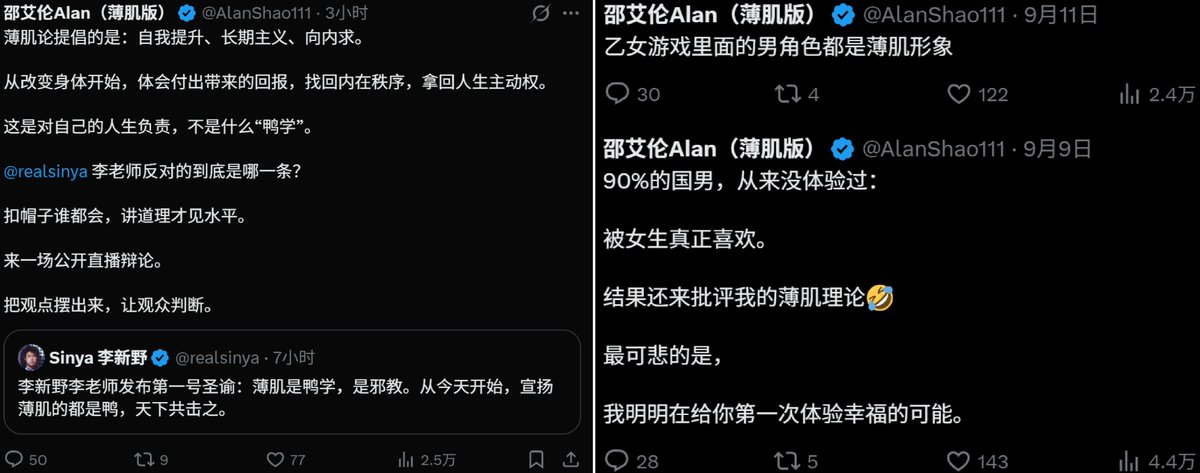 邵艾伦Alan（薄肌版） @AlanShao111 · 3小时
薄肌论提倡的是：自我提升、长期主义、向内求。
从改变身体开始，体会付出带来的回报，找回内在秩序，拿回人生主动权。
这是对自己的人生负责，不是什么“鸭学”。
@realsinya 李老师反对的到底是哪一条？
扣帽子谁都会，讲道理才见水平。
来一场公开直播辩论。
把观点摆出来，让观众判断。
Sinya 李新野 @realsinya · 7小时
李新野李老师发布第一号圣谕：薄肌是鸭学，是邪教。从今天开始，宣扬
薄肌的都是鸭，天下共击之。
50 9 77 2.5万
邵艾伦Alan（薄肌版） @AlanShao111 · 9月11日
乙女游戏里面的男角色都是薄肌形象
30 4 122 2.4万
邵艾伦Alan（薄肌版） @AlanShao111 · 9月9日
90%的国男，从来没体验过：
被女生真正喜欢。
结果还来批评我的薄肌理论🤣
最可悲的是，
我明明在给你第一次体验幸福的可能。
28 5 143 4.4万